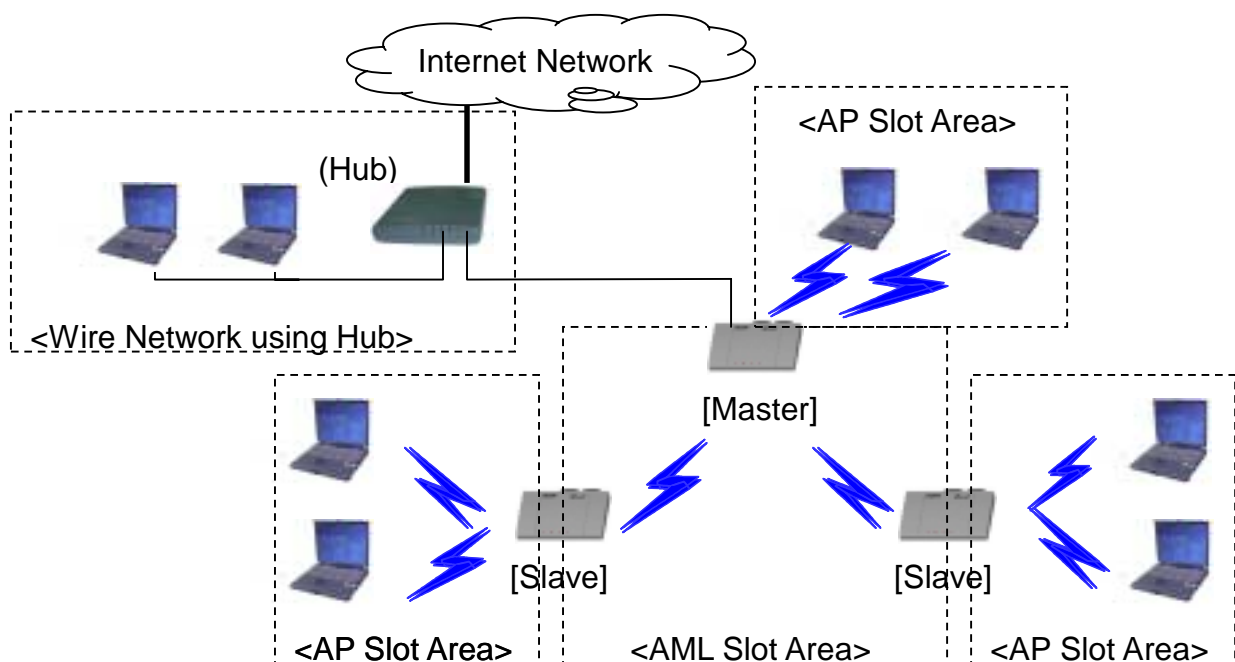 Internet Network
<AP Slot Area>
(Hub)
<Wire Network using Hub>
[Master]
[Slave]
[Slave]
<AP Slot Area>
<AML Slot Area>
<AP Slot Area>